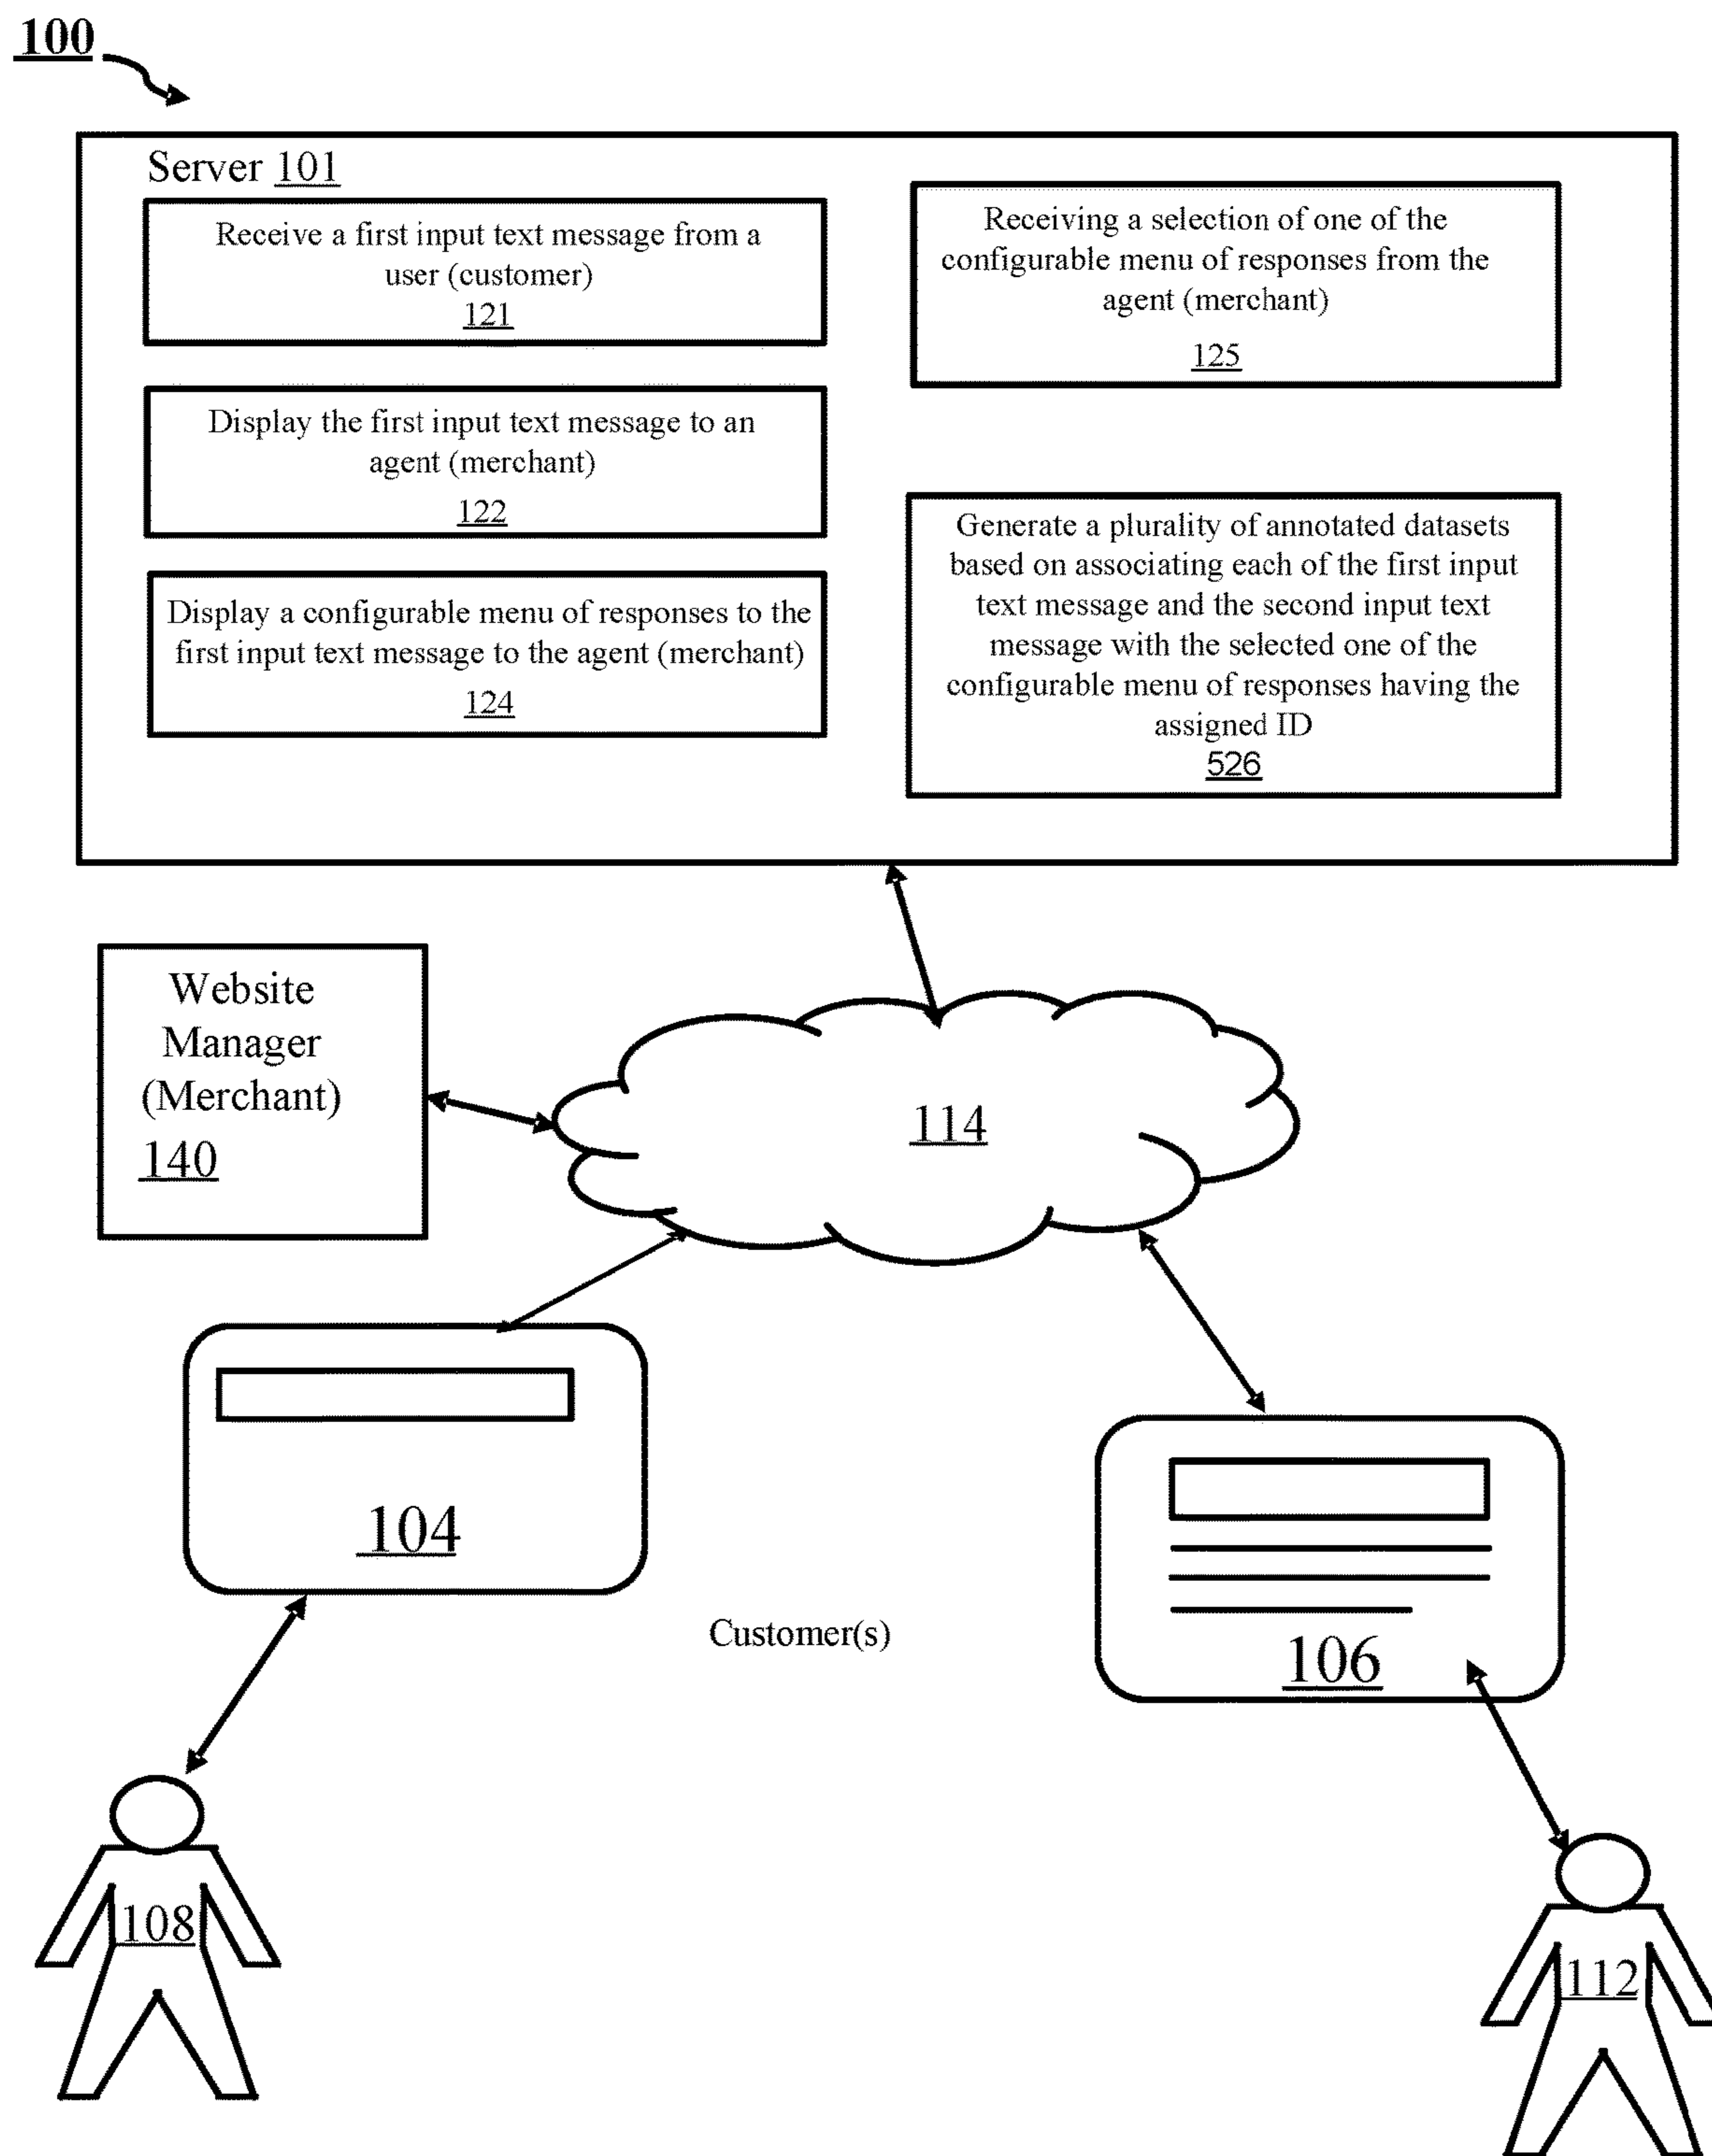 100
Server 101
Receive a first input text message from a
user (customer)
121
Display the first input text message to an
agent (merchant)
122
Display a configurable menu of responses to the
first input text message to the agent (merchant)
124
Receiving a selection of one of the
configurable menu of responses from the
agent (merchant)
125
Generate a plurality of annotated datasets
based on associating each of the first input
text message and the second input text
message with the selected one of the
configurable menu of responses having the
assigned ID
526
Website
Manager
(Merchant)
140
114
104
106
Customer(s)
108
112